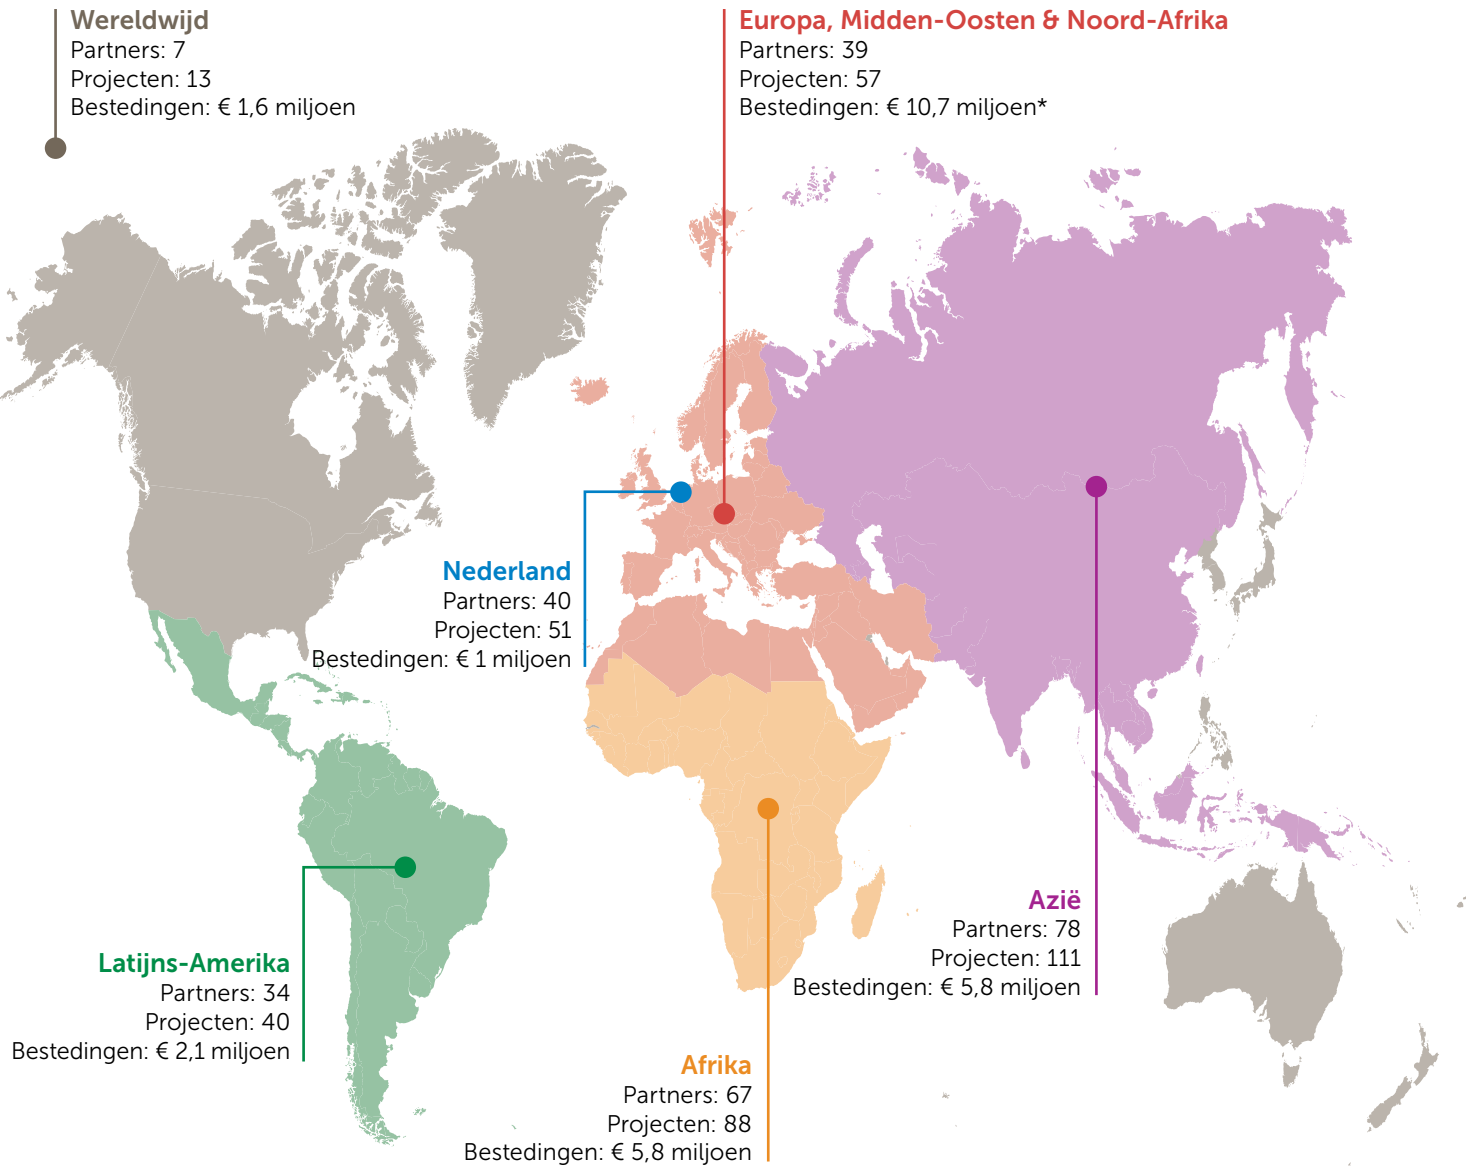 Wereldwijd
Partners: 7
Projecten: 13
Bestedingen: € 1,6 miljoen
Europa, Midden-Oosten & Noord-Afrika
Partners: 39
Projecten: 57
Bestedingen: € 10,7 miljoen*
Nederland
Partners: 40
Projecten: 51
Bestedingen: € 1 miljoen
Azië
Partners: 78
Projecten: 111
Bestedingen: € 5,8 miljoen
Latijns-Amerika
Partners: 34
Projecten: 40
Bestedingen: € 2,1 miljoen
Afrika
Partners: 67
Projecten: 88
Bestedingen: € 5,8 miljoen